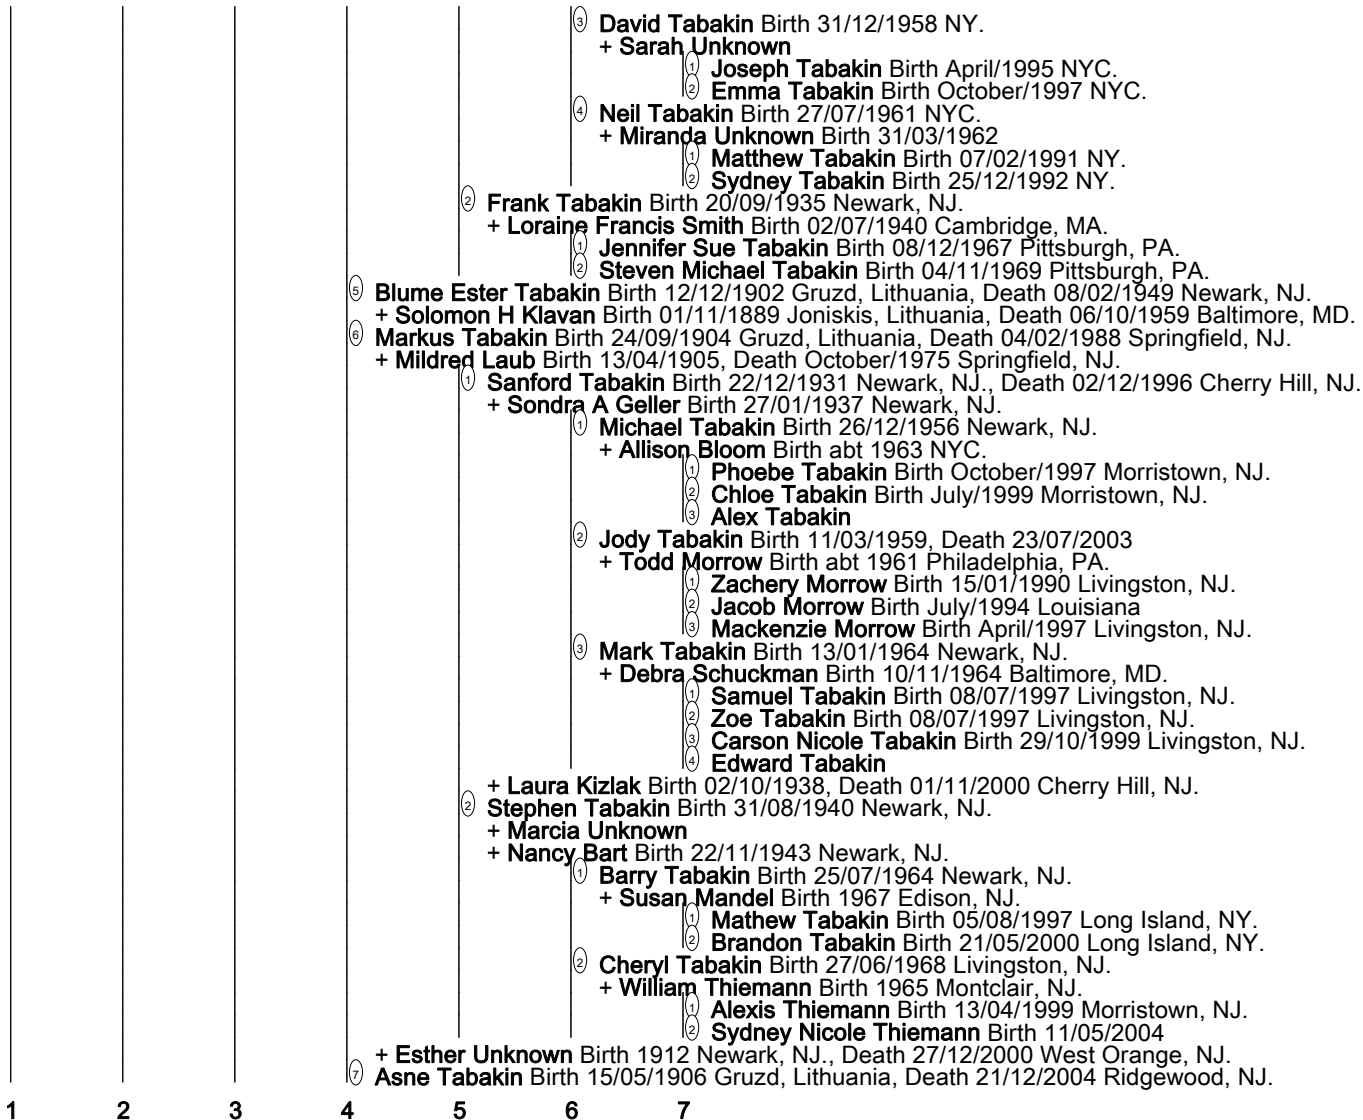 3 David Tabakin Birth 31/12/1958 NY.
+ Sarah Unknown
1 Joseph Tabakin Birth April/1995 NYC.
2 Emma Tabakin Birth October/1997 NYC.
4 Neil Tabakin Birth 27/07/1961 NYC.
+ Miranda Unknown Birth 31/03/1962
1 Matthew Tabakin Birth 07/02/1991 NY.
2 Sydney Tabakin Birth 25/12/1992 NY.
2 Frank Tabakin Birth 20/09/1935 Newark, NJ.
+ Loraine Francis Smith Birth 02/07/1940 Cambridge, MA.
1 Jennifer Sue Tabakin Birth 08/12/1967 Pittsburgh, PA.
2 Steven Michael Tabakin Birth 04/11/1969 Pittsburgh, PA.
5 Blume Ester Tabakin Birth 12/12/1902 Gruzd, Lithuania, Death 08/02/1949 Newark, NJ.
+ Solomon H Klavan Birth 01/11/1889 Joniskis, Lithuania, Death 06/10/1959 Baltimore, MD.
6 Markus Tabakin Birth 24/09/1904 Gruzd, Lithuania, Death 04/02/1988 Springfield, NJ.
+ Mildred Laub Birth 13/04/1905, Death October/1975 Springfield, NJ.
1 Sanford Tabakin Birth 22/12/1931 Newark, NJ., Death 02/12/1996 Cherry Hill, NJ.
+ Sondra A Geller Birth 27/01/1937 Newark, NJ.
1 Michael Tabakin Birth 26/12/1956 Newark, NJ.
+ Allison Bloom Birth abt 1963 NYC.
1 Phoebe Tabakin Birth October/1997 Morristown, NJ.
2 Chloe Tabakin Birth July/1999 Morristown, NJ.
3 Alex Tabakin
2 Jody Tabakin Birth 11/03/1959, Death 23/07/2003
+ Todd Morrow Birth abt 1961 Philadelphia, PA.
1 Zachery Morrow Birth 15/01/1990 Livingston, NJ.
2 Jacob Morrow Birth July/1994 Louisiana
3 Mackenzie Morrow Birth April/1997 Livingston, NJ.
3 Mark Tabakin Birth 13/01/1964 Newark, NJ.
+ Debra Schuckman Birth 10/11/1964 Baltimore, MD.
1 Samuel Tabakin Birth 08/07/1997 Livingston, NJ.
2 Zoe Tabakin Birth 08/07/1997 Livingston, NJ.
3 Carson Nicole Tabakin Birth 29/10/1999 Livingston, NJ.
4 Edward Tabakin
+ Laura Kizlak Birth 02/10/1938, Death 01/11/2000 Cherry Hill, NJ.
2 Stephen Tabakin Birth 31/08/1940 Newark, NJ.
+ Marcia Unknown
+ Nancy Bart Birth 22/11/1943 Newark, NJ.
1 Barry Tabakin Birth 25/07/1964 Newark, NJ.
+ Susan Mandel Birth 1967 Edison, NJ.
1 Mathew Tabakin Birth 05/08/1997 Long Island, NY.
2 Brandon Tabakin Birth 21/05/2000 Long Island, NY.
2 Cheryl Tabakin Birth 27/06/1968 Livingston, NJ.
+ William Thiemann Birth 1965 Montclair, NJ.
1 Alexis Thiemann Birth 13/04/1999 Morristown, NJ.
2 Sydney Nicole Thiemann Birth 11/05/2004
+ Esther Unknown Birth 1912 Newark, NJ., Death 27/12/2000 West Orange, NJ.
7 Asne Tabakin Birth 15/05/1906 Gruzd, Lithuania, Death 21/12/2004 Ridgewood, NJ.
1 2 3 4 5 6 7